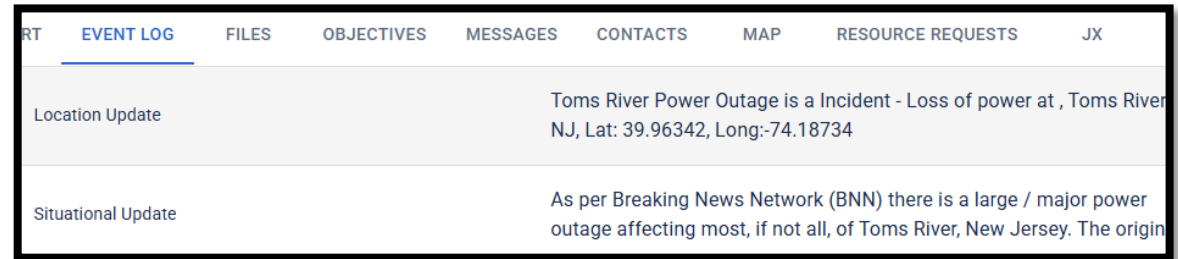 RT EVENT LOG FILES OBJECTIVES MESSAGES CONTACTS MAP RESOURCE REQUESTS JX
Location Update
Toms River Power Outage is a Incident - Loss of power at , Toms River
NJ, Lat: 39.96342, Long:-74.18734
Situational Update
As per Breaking News Network (BNN) there is a large / major power
outage affecting most, if not all, of Toms River, New Jersey. The origin